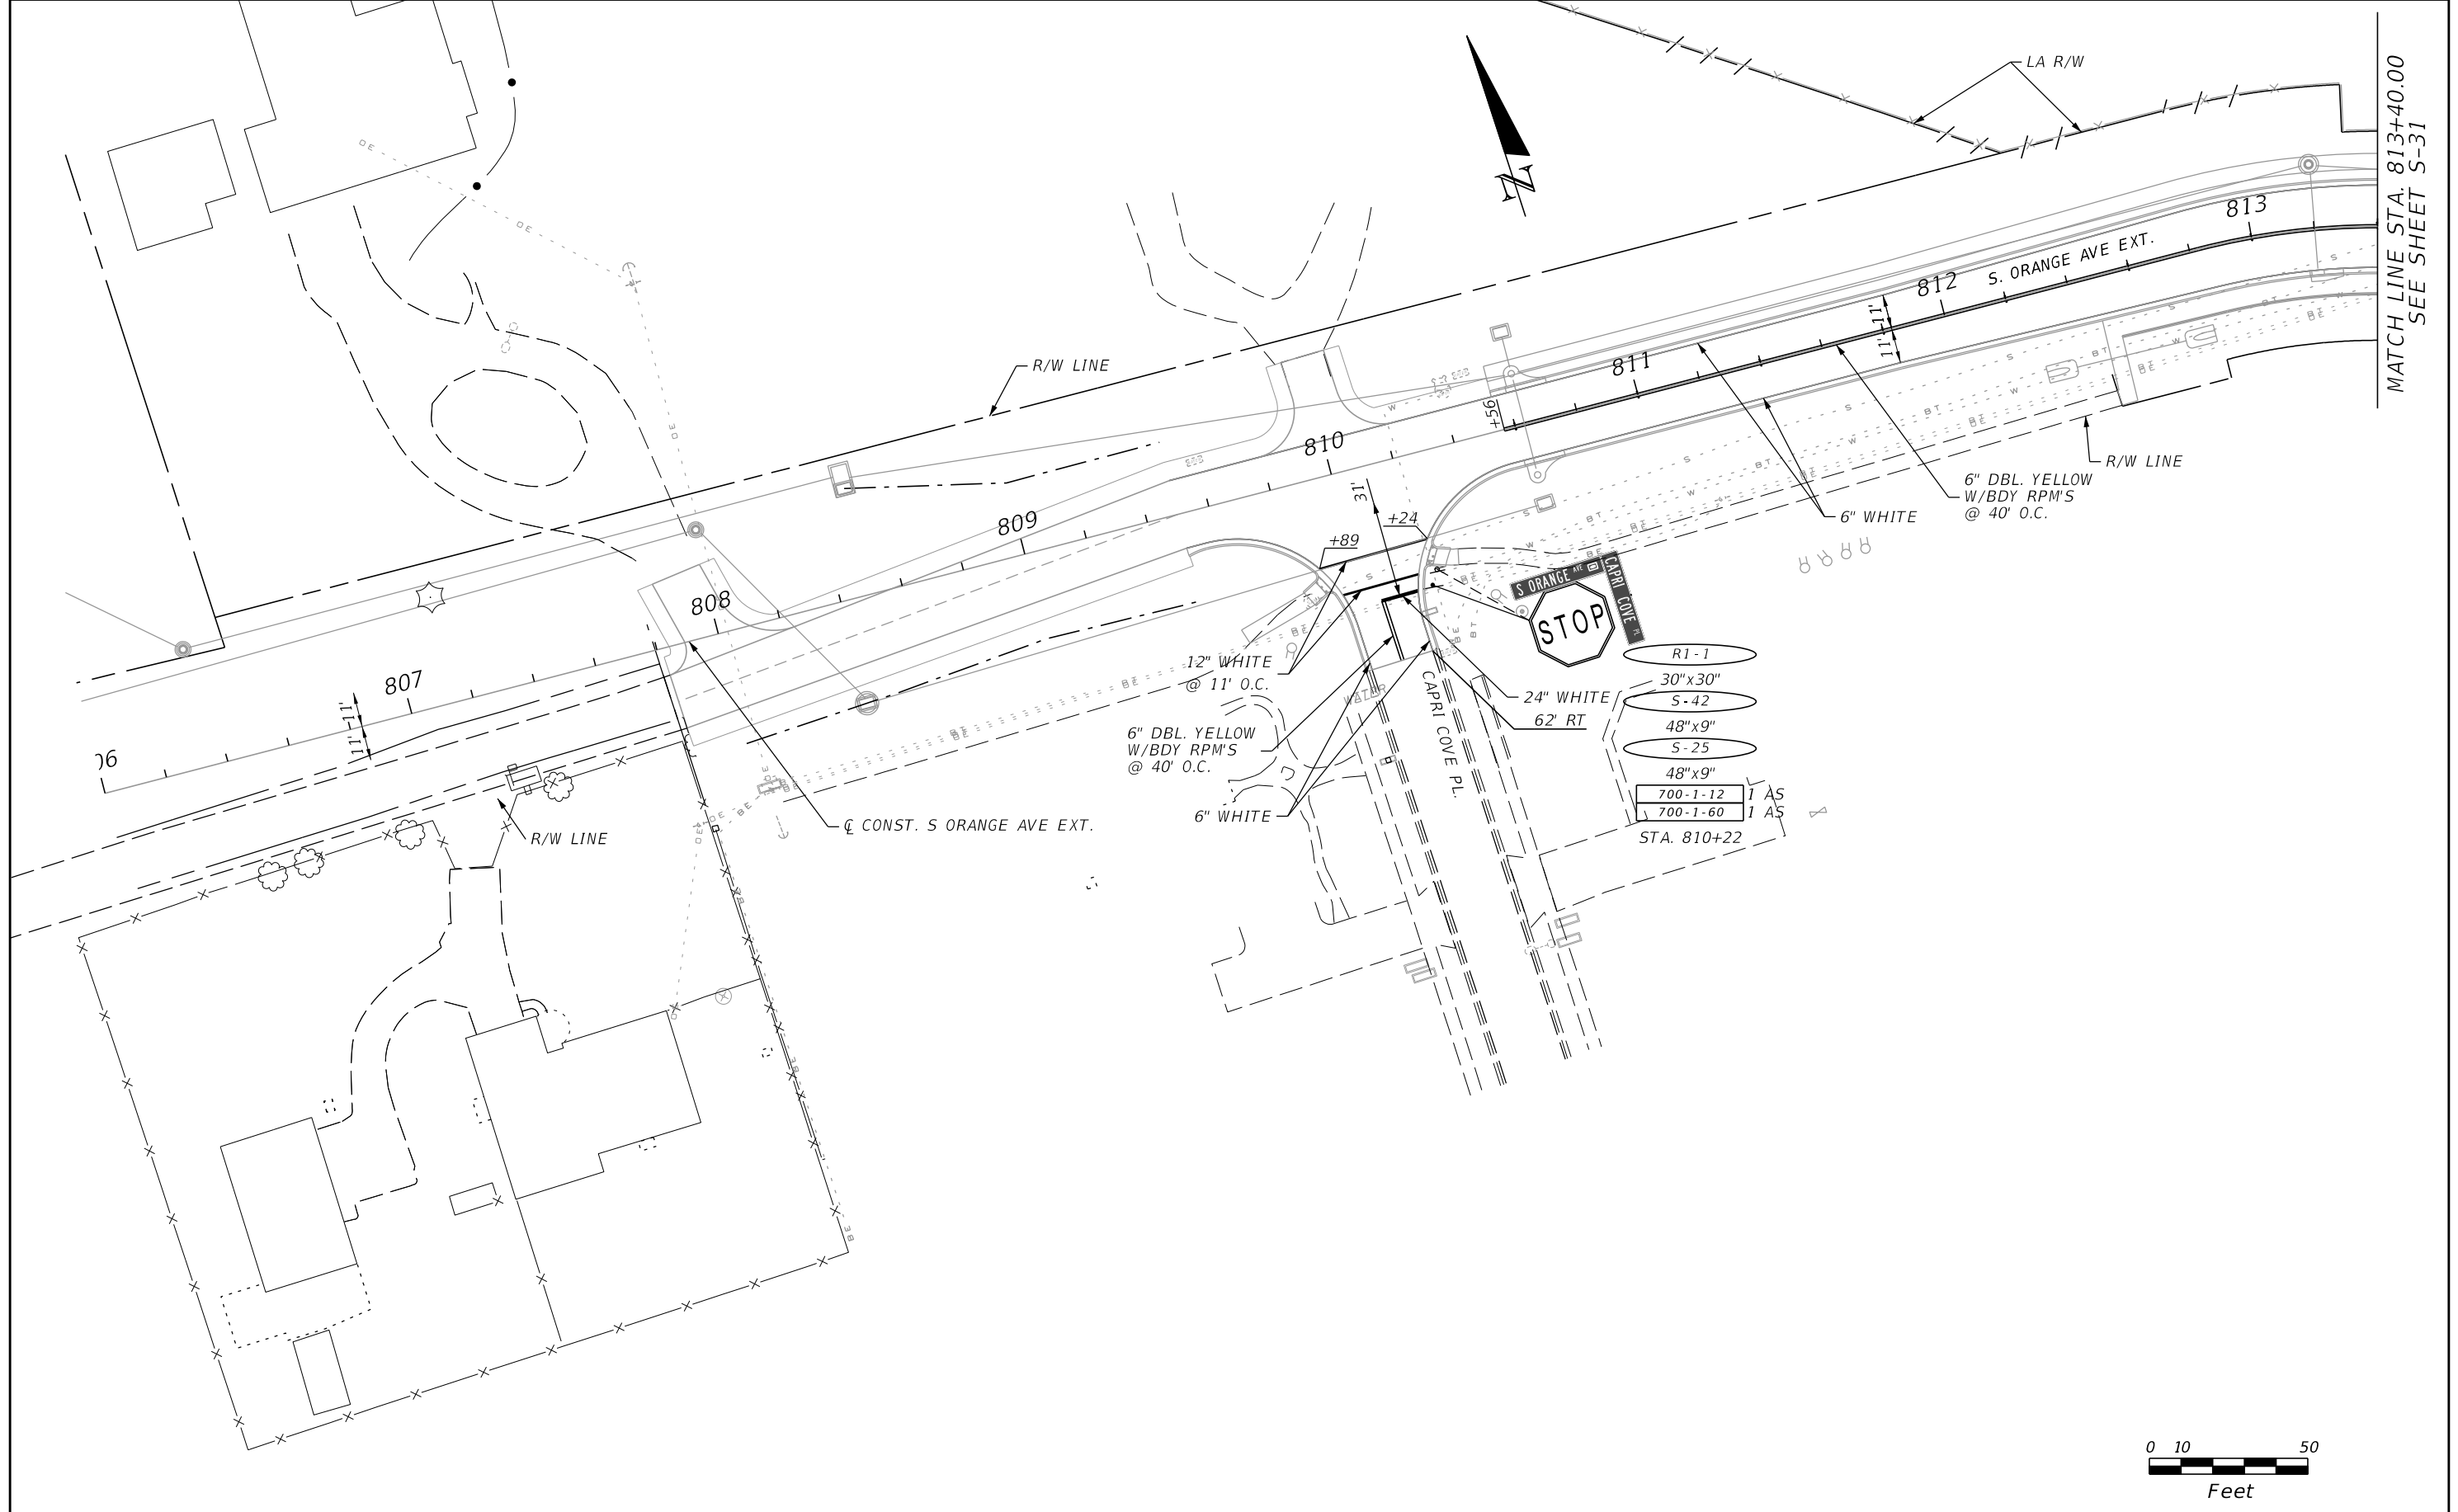 LA R/W
MATCH LINE STA. 813+40.00
SEE SHEET S-31
N
813
S. ORANGE AVE EXT.
812
11'
11'
R/W LINE
811
+56
810
R/W LINE
6" DBL. YELLOW
W/BDY RPM'S
@ 40' O.C.
6" WHITE
31'
809
+24
+89
808
S ORANGE AVE
CAPRI COVE PL
STOP
12" WHITE
@ 11' O.C.
R1-1
30"x30"
S-42
48"x9"
S-25
48"x9"
700-1-12 1 AS
700-1-60 1 AS
STA. 810+22
24" WHITE
62' RT
WATER
CAPRI COVE PL.
807
11'
11'
6" DBL. YELLOW
W/BDY RPM'S
@ 40' O.C.
06
6" WHITE
℄ CONST. S ORANGE AVE EXT.
R/W LINE
0 10 50
Feet